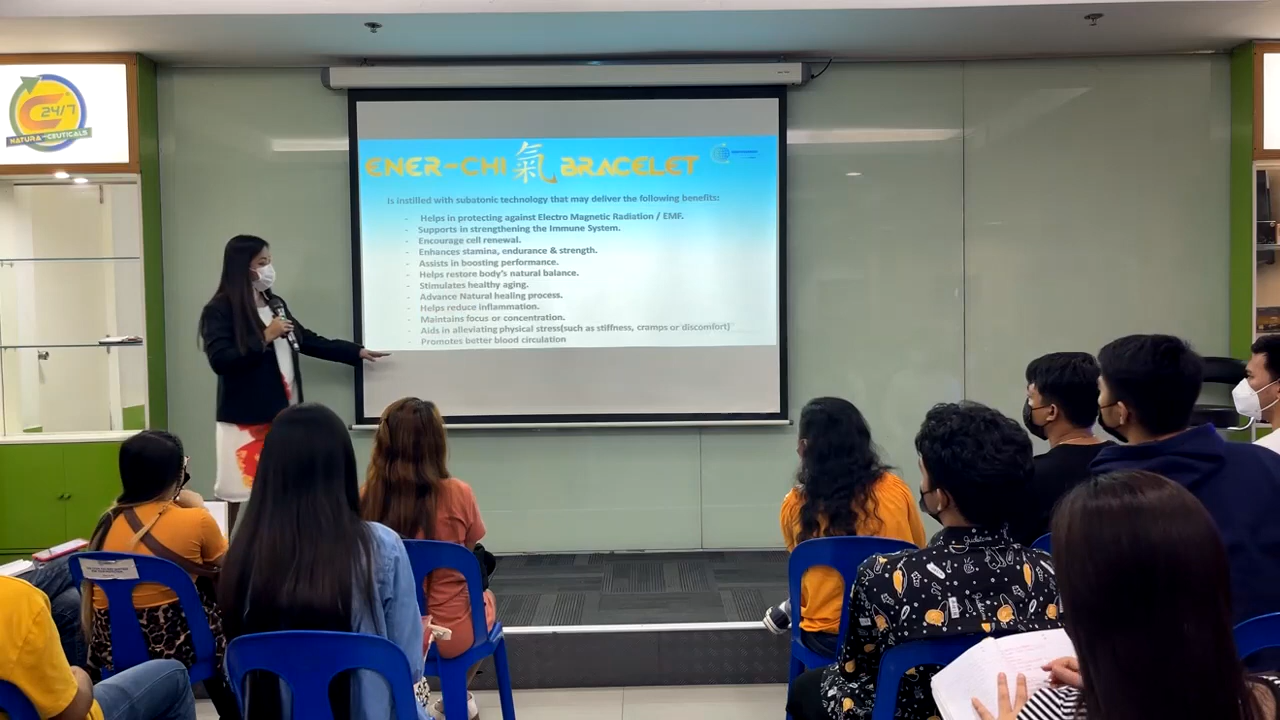 24/7
NATURA-CEUTICALS
ENER-CHI 氣 BRACELET
Is instilled with subatonic technology that may deliver the following benefits:
- Helps in protecting against Electro Magnetic Radiation / EMF.
- Supports in strengthening the Immune System.
- Encourage cell renewal.
- Enhances stamina, endurance & strength.
- Assists in boosting performance.
- Helps restore body's natural balance.
- Stimulates healthy aging.
- Advance Natural healing process.
- Helps reduce inflammation.
- Maintains focus or concentration.
- Aids in alleviating physical stress(such as stiffness, cramps or discomfort)
- Promotes better blood circulation